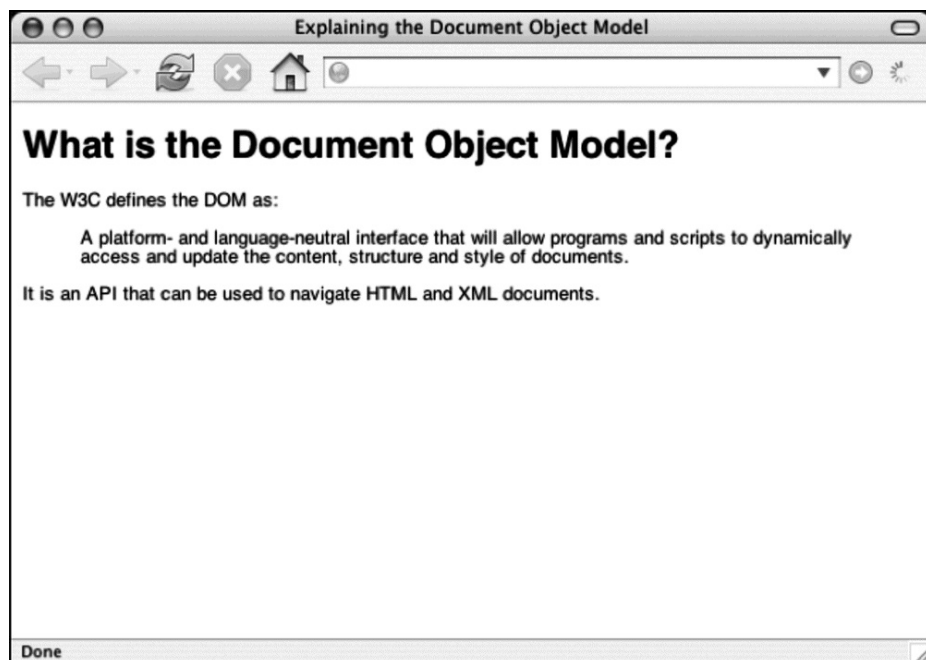 Explaining the Document Object Model
What is the Document Object Model?
The W3C defines the DOM as:
A platform- and language-neutral interface that will allow programs and scripts to dynamically
access and update the content, structure and style of documents.
It is an API that can be used to navigate HTML and XML documents.
Done